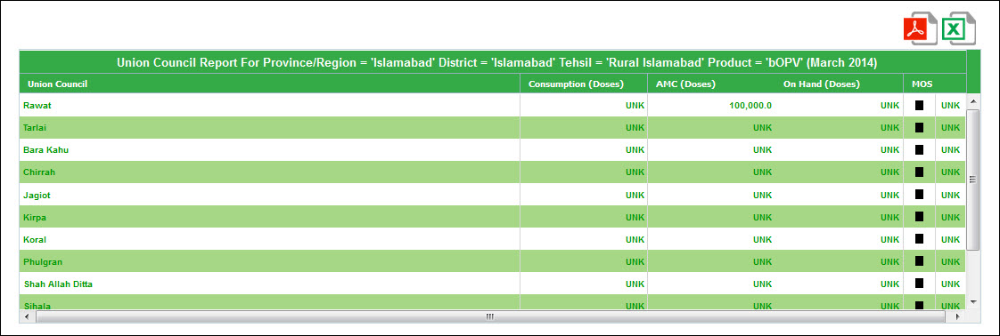 Union Council Report For Province/Region = 'Islamabad' District = 'Islamabad' Tehsil = 'Rural Islamabad' Product = 'bOPV' (March 2014)
Union Council Consumption (Doses) AMC (Doses) On Hand (Doses) MOS
Rawat UNK 100,000.0 UNK UNK
Tarlai UNK UNK UNK UNK
Bara Kahu UNK UNK UNK UNK
Chirrah UNK UNK UNK UNK
Jagiot UNK UNK UNK UNK
Kirpa UNK UNK UNK UNK
Koral UNK UNK UNK UNK
Phulgran UNK UNK UNK UNK
Shah Allah Ditta UNK UNK UNK UNK
Sihala UNK UNK UNK UNK